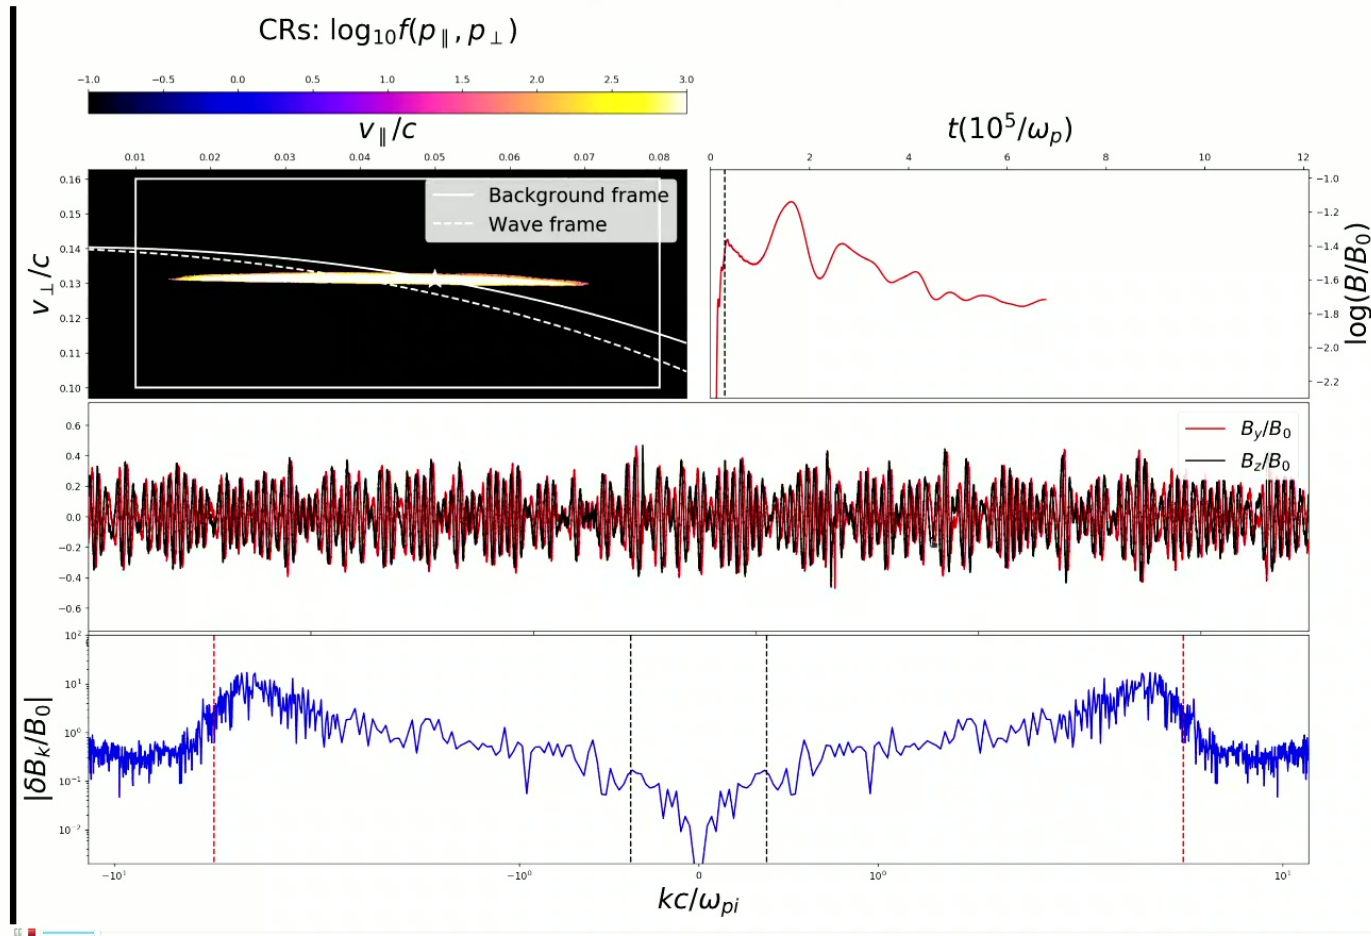 CRs: log₁₀f(p∥, p⊥)
−1.0 −0.5 0.0 0.5 1.0 1.5 2.0 2.5 3.0
v∥/c
0.01 0.02 0.03 0.04 0.05 0.06 0.07 0.08
v⊥/c
0.16
0.15
0.14
0.13
0.12
0.11
0.10
Background frame
Wave frame
t(10⁵/ωₚ)
0 2 4 6 8 10 12
−1.0
−1.2
−1.4
−1.6
−1.8
−2.0
−2.2
log(B/B₀)
0.6
0.4
0.2
0.0
−0.2
−0.4
−0.6
B_y/B₀
B_z/B₀
|δB_k/B₀|
10²
10¹
10⁰
10⁻¹
10⁻²
−10¹ −10⁰ 0 10⁰ 10¹
kc/ω_pi